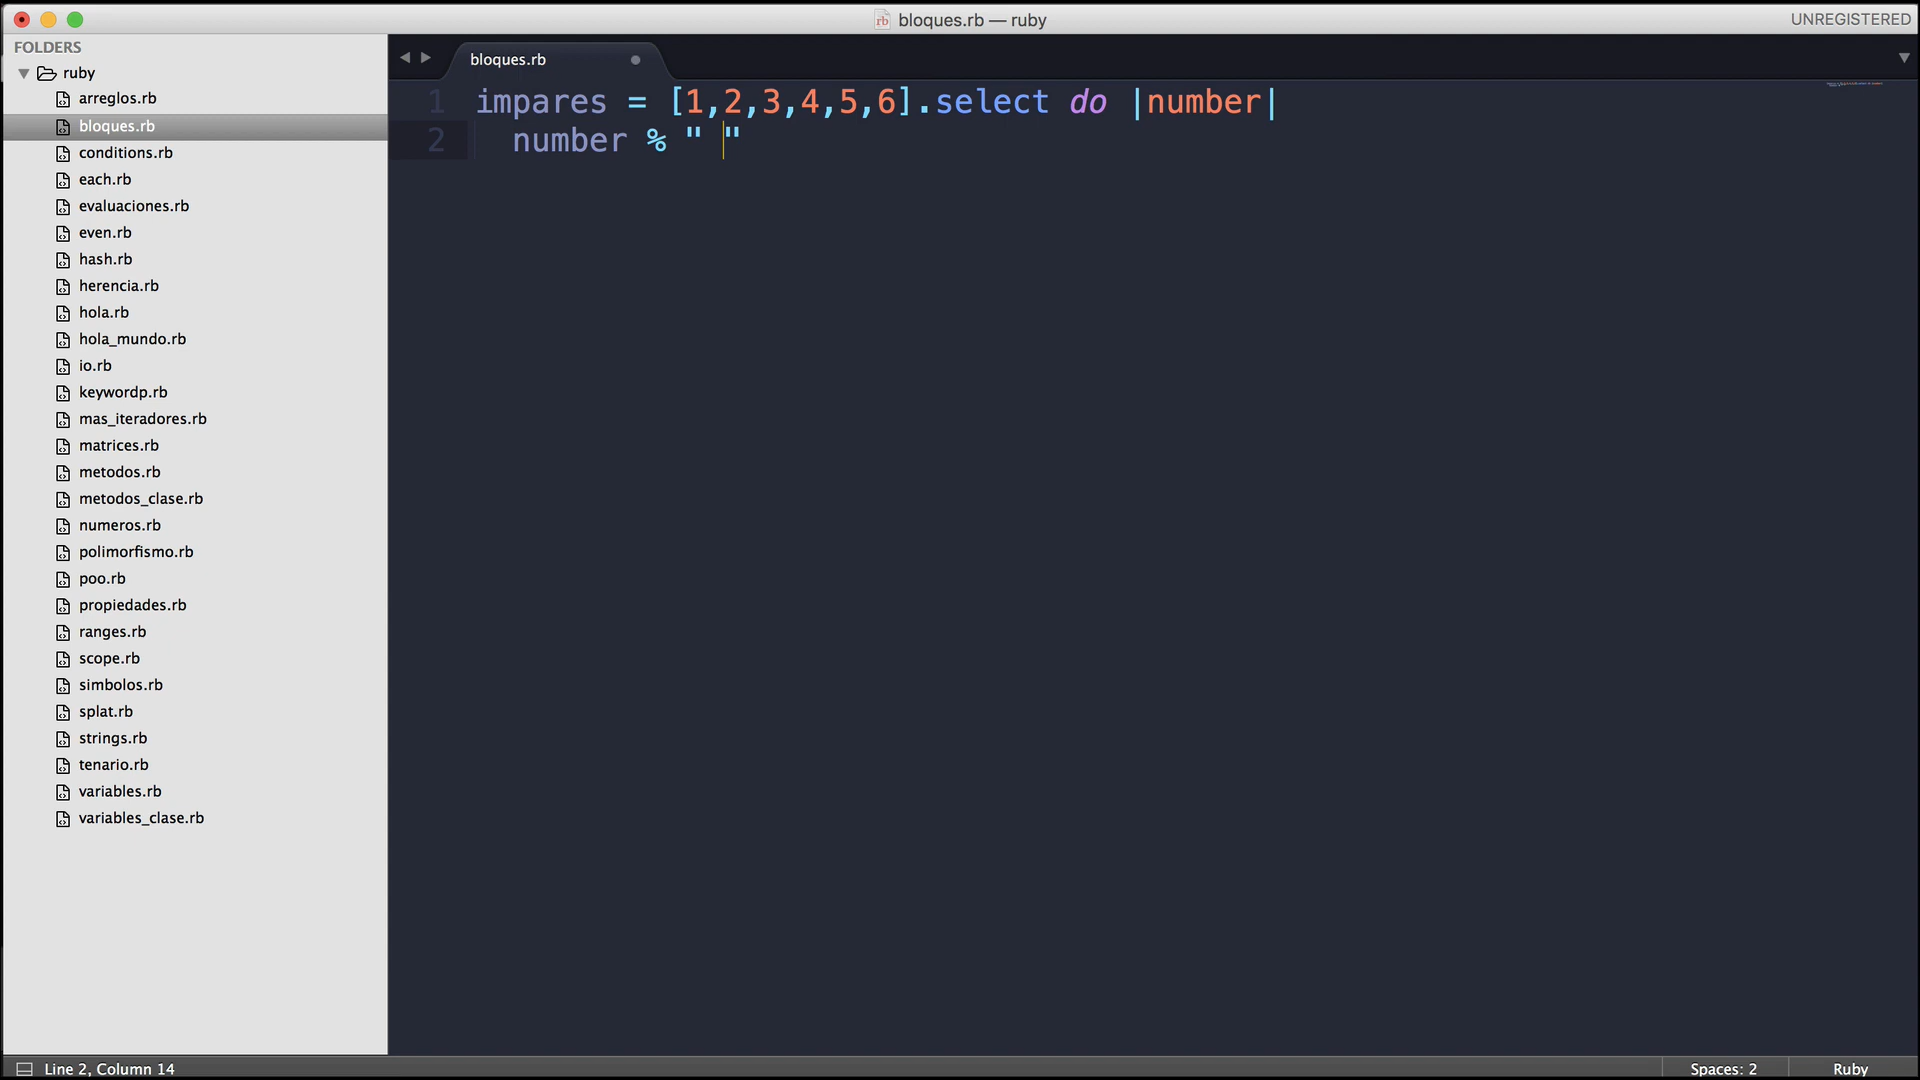 bloques.rb — ruby
UNREGISTERED
FOLDERS
ruby
arreglos.rb
bloques.rb
conditions.rb
each.rb
evaluaciones.rb
even.rb
hash.rb
herencia.rb
hola.rb
hola_mundo.rb
io.rb
keywordp.rb
mas_iteradores.rb
matrices.rb
metodos.rb
metodos_clase.rb
numeros.rb
polimorfismo.rb
poo.rb
propiedades.rb
ranges.rb
scope.rb
simbolos.rb
splat.rb
strings.rb
tenario.rb
variables.rb
variables_clase.rb
bloques.rb
1 impares = [1,2,3,4,5,6].select do |number|
2 number % " "
Line 2, Column 14
Spaces: 2
Ruby